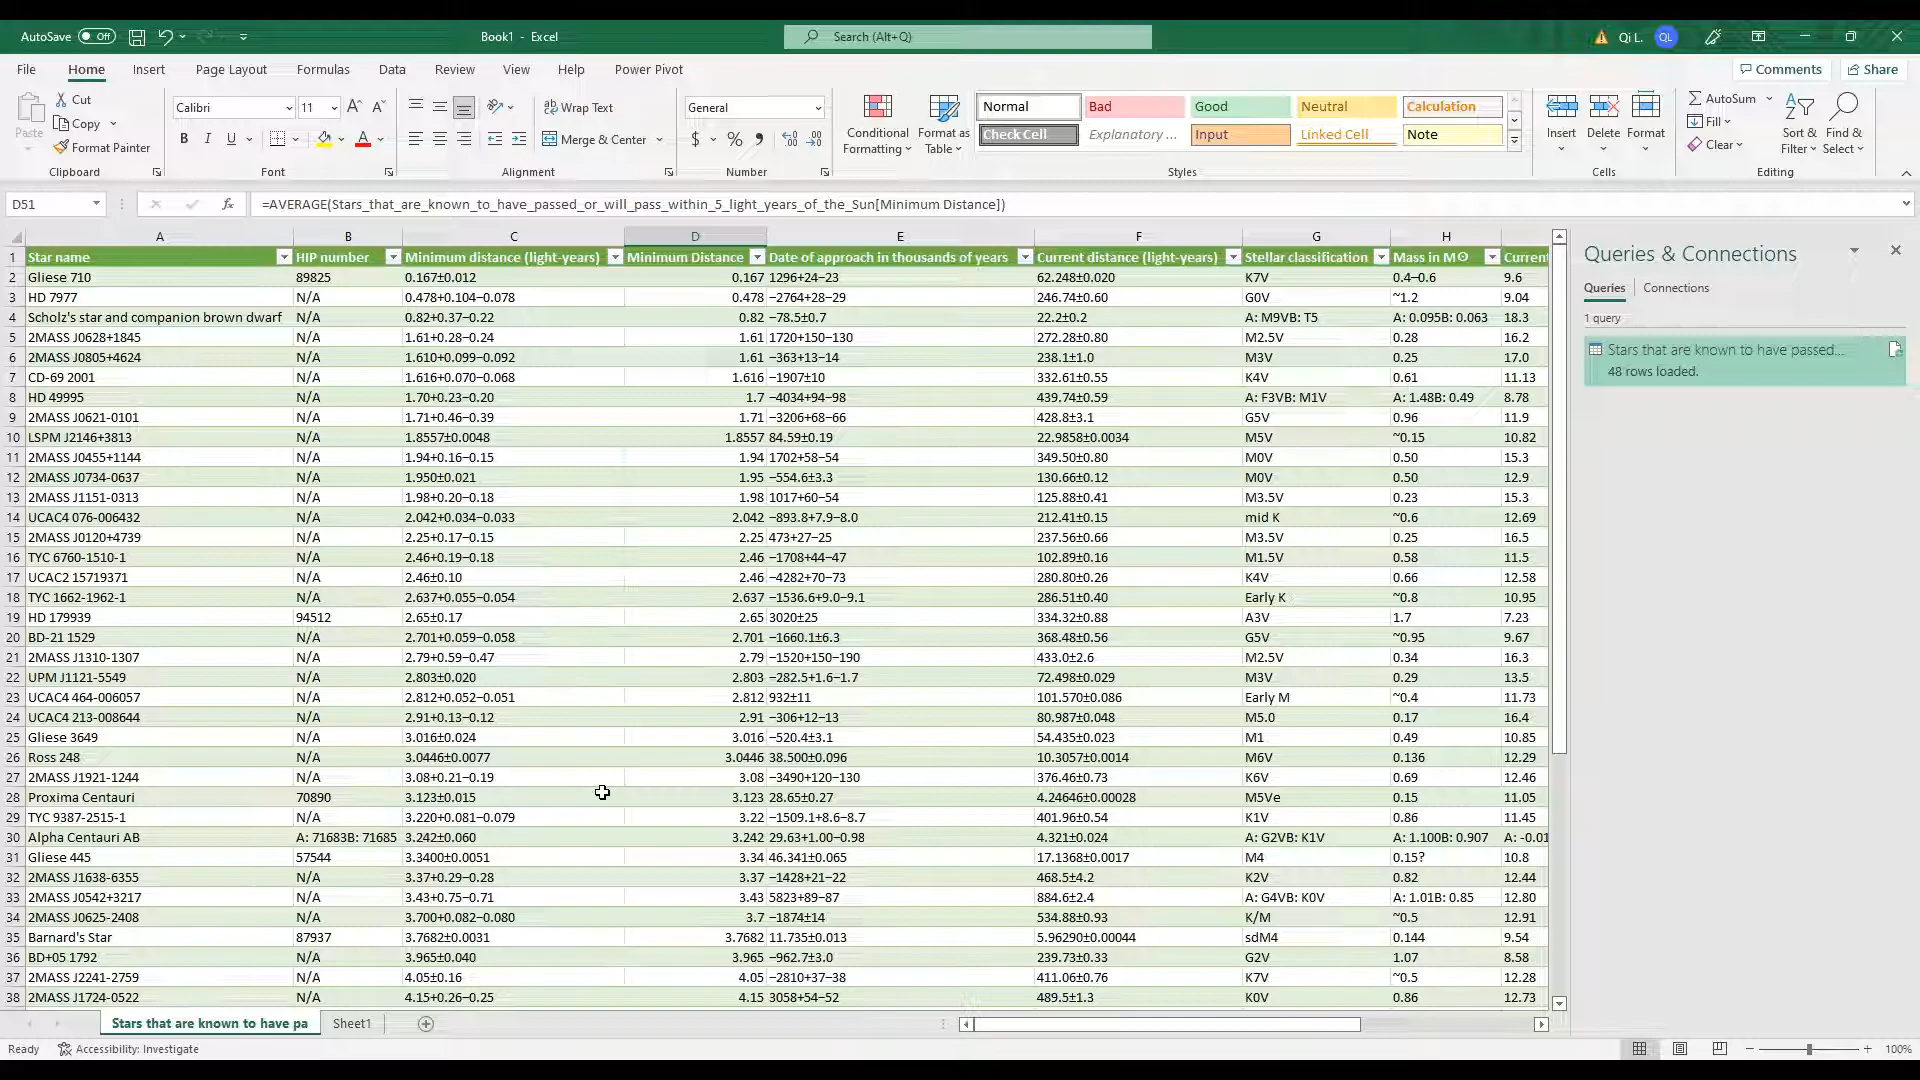 AutoSave Off Book1 - Excel Search (Alt+Q) Qi L. QL
File Home Insert Page Layout Formulas Data Review View Help Power Pivot Comments Share
Paste Cut Copy Format Painter Clipboard
Calibri 11 A A B I U A Font
ab Wrap Text Merge & Center Alignment
General $ % Number
Conditional Formatting Format as Table
Normal Bad Good Neutral Calculation
Check Cell Explanatory ... Input Linked Cell Note
Styles
Insert Delete Format Cells
AutoSum Fill Clear Sort & Filter Find & Select Editing
D51 fx =AVERAGE(Stars_that_are_known_to_have_passed_or_will_pass_within_5_light_years_of_the_Sun[Minimum Distance])
A B C D E F G H
1 Star name HIP number Minimum distance (light-years) Minimum Distance Date of approach in thousands of years Current distance (light-years) Stellar classification Mass in M⊙ Current
2 Gliese 710 89825 0.167±0.012 0.167 1296+24−23 62.248±0.020 K7V 0.4–0.6 9.6
3 HD 7977 N/A 0.478+0.104−0.078 0.478 −2764+28−29 246.74±0.60 G0V ~1.2 9.04
4 Scholz's star and companion brown dwarf N/A 0.82+0.37−0.22 0.82 −78.5±0.7 22.2±0.2 A: M9VB: T5 A: 0.095B: 0.063 18.3
5 2MASS J0628+1845 N/A 1.61+0.28−0.24 1.61 1720+150−130 272.28±0.80 M2.5V 0.28 16.2
6 2MASS J0805+4624 N/A 1.610+0.099−0.092 1.61 −363+13−14 238.1±1.0 M3V 0.25 17.0
7 CD-69 2001 N/A 1.616+0.070−0.068 1.616 −1907±10 332.61±0.55 K4V 0.61 11.13
8 HD 49995 N/A 1.70+0.23−0.20 1.7 −4034+94−98 439.74±0.59 A: F3VB: M1V A: 1.48B: 0.49 8.78
9 2MASS J0621-0101 N/A 1.71+0.46−0.39 1.71 −3206+68−66 428.8±3.1 G5V 0.96 11.9
10 LSPM J2146+3813 N/A 1.8557±0.0048 1.8557 84.59±0.19 22.9858±0.0034 M5V ~0.15 10.82
11 2MASS J0455+1144 N/A 1.94+0.16−0.15 1.94 1702+58−54 349.50±0.80 M0V 0.50 15.3
12 2MASS J0734-0637 N/A 1.950±0.021 1.95 −554.6±3.3 130.66±0.12 M0V 0.50 12.9
13 2MASS J1151-0313 N/A 1.98+0.20−0.18 1.98 1017+60−54 125.88±0.41 M3.5V 0.23 15.3
14 UCAC4 076-006432 N/A 2.042+0.034−0.033 2.042 −893.8+7.9−8.0 212.41±0.15 mid K ~0.6 12.69
15 2MASS J0120+4739 N/A 2.25+0.17−0.15 2.25 473+27−25 237.56±0.66 M3.5V 0.25 16.5
16 TYC 6760-1510-1 N/A 2.46+0.19−0.18 2.46 −1708+44−47 102.89±0.16 M1.5V 0.58 11.5
17 UCAC2 15719371 N/A 2.46±0.10 2.46 −4282+70−73 280.80±0.26 K4V 0.66 12.58
18 TYC 1662-1962-1 N/A 2.637+0.055−0.054 2.637 −1536.6+9.0−9.1 286.51±0.40 Early K ~0.8 10.95
19 HD 179939 94512 2.65±0.17 2.65 3020±25 334.32±0.88 A3V 1.7 7.23
20 BD-21 1529 N/A 2.701+0.059−0.058 2.701 −1660.1±6.3 368.48±0.56 G5V ~0.95 9.67
21 2MASS J1310-1307 N/A 2.79+0.59−0.47 2.79 −1520+150−190 433.0±2.6 M2.5V 0.34 16.3
22 UPM J1121-5549 N/A 2.803±0.020 2.803 −282.5+1.6−1.7 72.498±0.029 M3V 0.29 13.5
23 UCAC4 464-006057 N/A 2.812+0.052−0.051 2.812 932±11 101.570±0.086 Early M ~0.4 11.73
24 UCAC4 213-008644 N/A 2.91+0.13−0.12 2.91 −306+12−13 80.987±0.048 M5.0 0.17 16.4
25 Gliese 3649 N/A 3.016±0.024 3.016 −520.4±3.1 54.435±0.023 M1 0.49 10.85
26 Ross 248 N/A 3.0446±0.0077 3.0446 38.500±0.096 10.3057±0.0014 M6V 0.136 12.29
27 2MASS J1921-1244 N/A 3.08+0.21−0.19 3.08 −3490+120−130 376.46±0.73 K6V 0.69 12.46
28 Proxima Centauri 70890 3.123±0.015 3.123 28.65±0.27 4.24646±0.00028 M5Ve 0.15 11.05
29 TYC 9387-2515-1 N/A 3.220+0.081−0.079 3.22 −1509.1+8.6−8.7 401.96±0.54 K1V 0.86 11.45
30 Alpha Centauri AB A: 71683B: 71685 3.242±0.060 3.242 29.63+1.00−0.98 4.321±0.024 A: G2VB: K1V A: 1.100B: 0.907 A: -0.01
31 Gliese 445 57544 3.3400±0.0051 3.34 46.341±0.065 17.1368±0.0017 M4 0.15? 10.8
32 2MASS J1638-6355 N/A 3.37+0.29−0.28 3.37 −1428+21−22 468.5±4.2 K2V 0.82 12.44
33 2MASS J0542+3217 N/A 3.43+0.75−0.71 3.43 5823+89−87 884.6±2.4 A: G4VB: K0V A: 1.01B: 0.85 12.80
34 2MASS J0625-2408 N/A 3.700+0.082−0.080 3.7 −1874±14 534.88±0.93 K/M ~0.5 12.91
35 Barnard's Star 87937 3.7682±0.0031 3.7682 11.735±0.013 5.96290±0.00044 sdM4 0.144 9.54
36 BD+05 1792 N/A 3.965±0.040 3.965 −962.7±3.0 239.73±0.33 G2V 1.07 8.58
37 2MASS J2241-2759 N/A 4.05±0.16 4.05 −2810+37−38 411.06±0.76 K7V ~0.5 12.28
38 2MASS J1724-0522 N/A 4.15+0.26−0.25 4.15 3058+54−52 489.5±1.3 K0V 0.86 12.73
Queries & Connections
Queries Connections
1 query
Stars that are known to have passed...
48 rows loaded.
Stars that are known to have pa Sheet1
Ready Accessibility: Investigate 100%